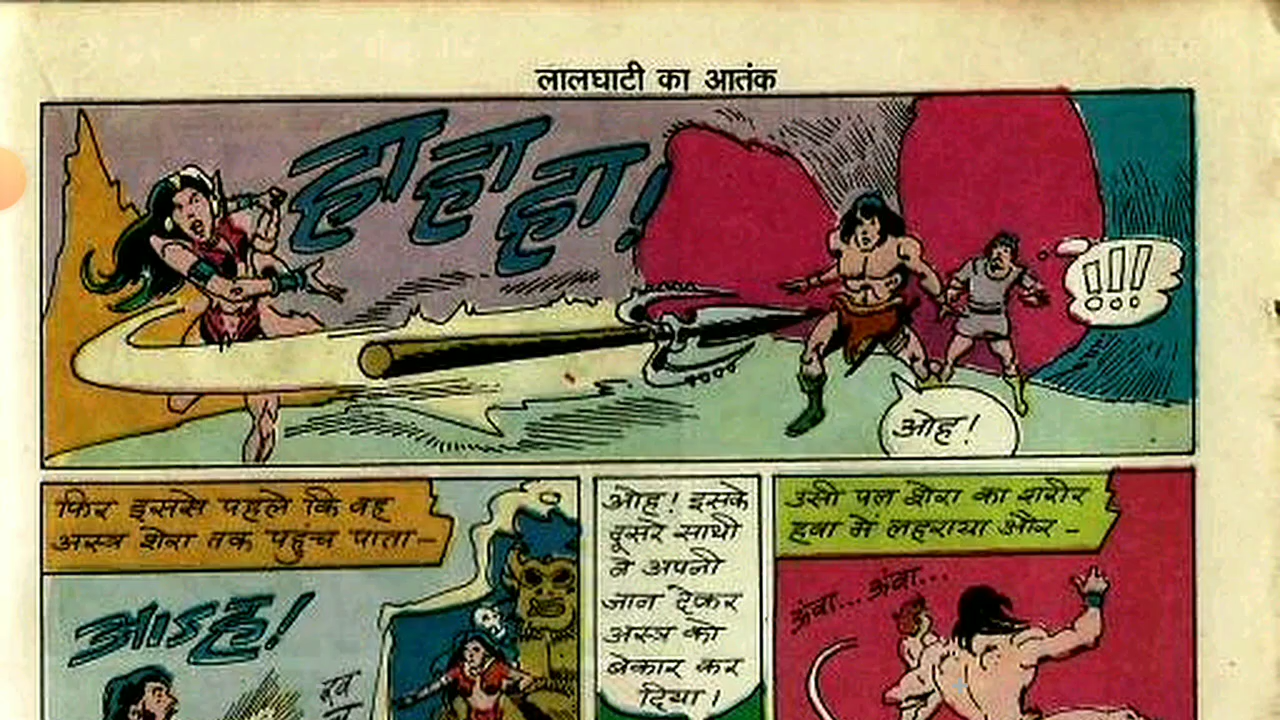 लालघाटी का आतंक
हा हा हा!
!!!
ओह!
फिर इससे पहले कि वह
अस्त्र शेरा तक पहुंच पाता-
आऽह!
ओह! इसके
दूसरे साथी
ने अपनी
जान देकर
अस्त्र को
बेकार कर
दिया।
उसी पल शेरा का शरीर
हवा में लहराया और-
अंबा... अंबा...